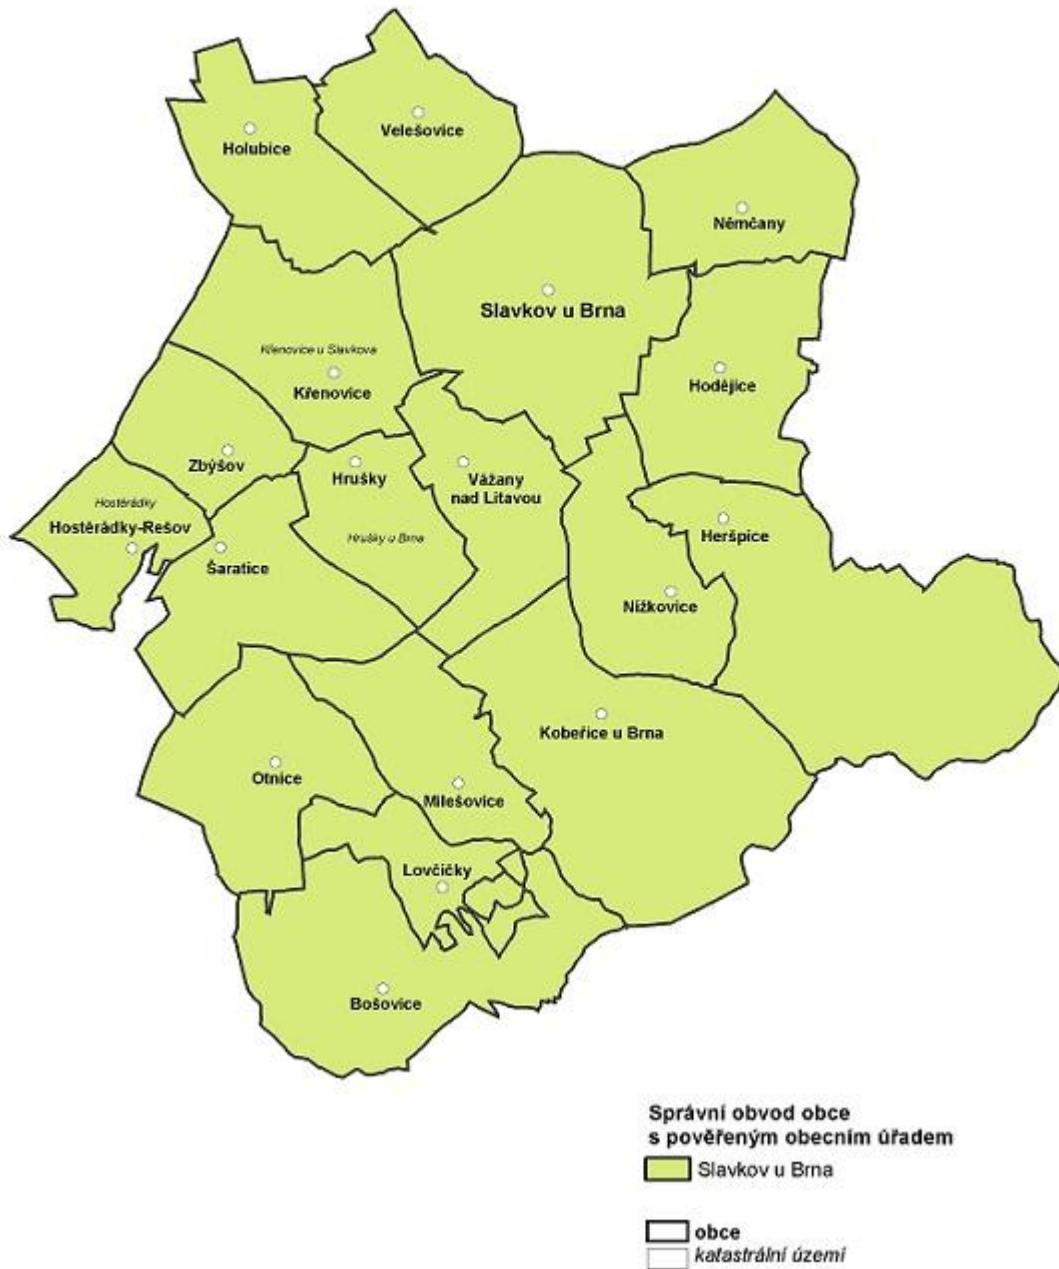 Velešovice
Holubice
Němčany
Slavkov u Brna
Křenovice u Slavkova
Křenovice
Hodějice
Zbýšov
Hrušky
Vážany
nad Litavou
Hostěrádky
Hostěrádky-Rešov
Hrušky u Brna
Heršpice
Šaratice
Nížkovice
Kobeřice u Brna
Otnice
Milešovice
Lovčičky
Bošovice
Správní obvod obce
s pověřeným obecním úřadem
Slavkov u Brna
obce
katastrální území